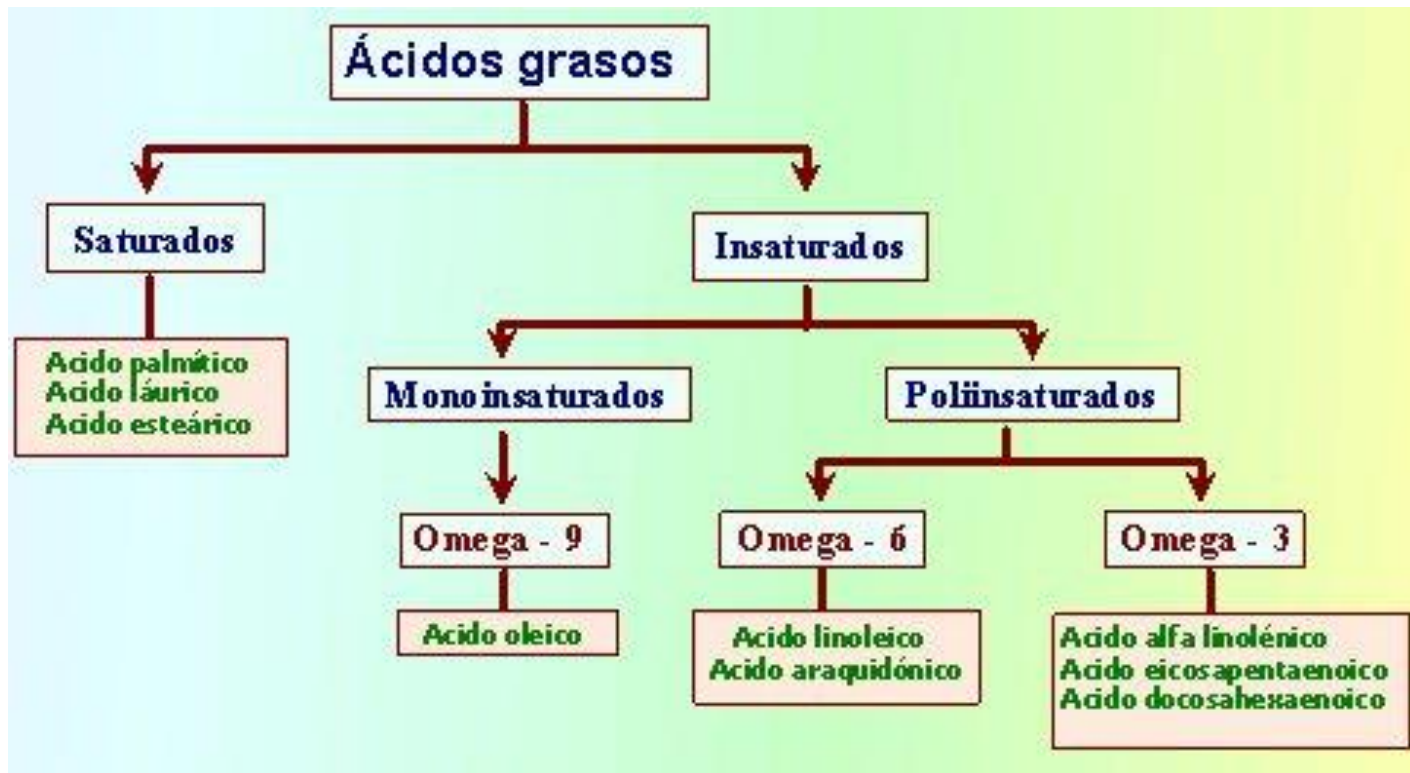 Ácidos grasos
Saturados
Insaturados
Acido palmítico
Acido láurico
Acido esteárico
Monoinsaturados
Poliinsaturados
Omega - 9
Omega - 6
Omega - 3
Acido oleico
Acido linoleico
Acido araquidónico
Acido alfa linolénico
Acido eicosapentaenoico
Acido docosahexaenoico